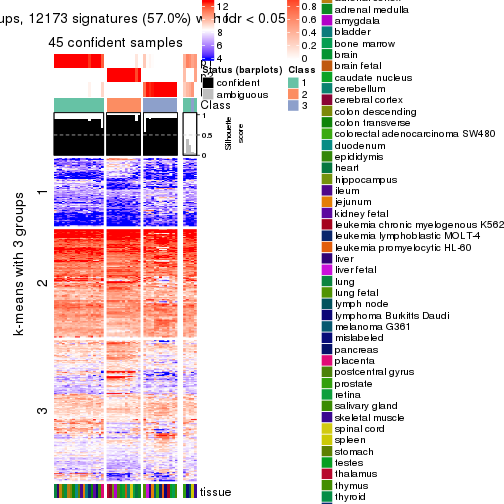 ups, 12173 signatures (57.0%) with fdr < 0.05
45 confident samples
12
10
8
6
4
0.8
0.6
0.4
0.2
0
Status (barplots)
confident
ambiguous
Class
1
2
3
Class
1
0.5
0
Silhouette
score
k-means with 3 groups
1
2
3
tissue
adrenal medulla
amygdala
bladder
bone marrow
brain
brain fetal
caudate nucleus
cerebellum
cerebral cortex
colon descending
colon transverse
colorectal adenocarcinoma SW480
duodenum
epididymis
heart
hippocampus
ileum
jejunum
kidney fetal
leukemia chronic myelogenous K562
leukemia lymphoblastic MOLT-4
leukemia promyelocytic HL-60
liver
liver fetal
lung
lung fetal
lymph node
lymphoma Burkitts Daudi
melanoma G361
mislabeled
pancreas
placenta
postcentral gyrus
prostate
retina
salivary gland
skeletal muscle
spinal cord
spleen
stomach
testes
thalamus
thymus
thyroid